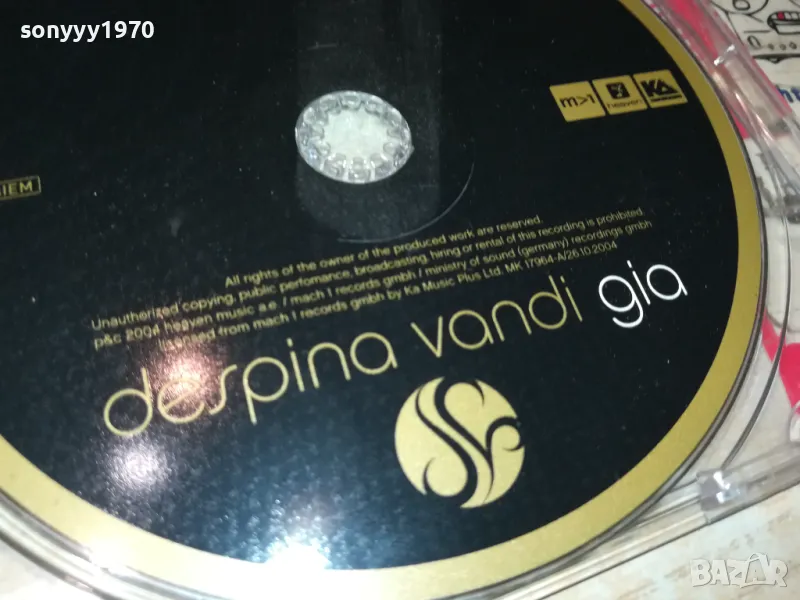 sonyyy1970
m>1
heaven
KA
IEM
All rights of the owner of the produced work are reserved.
Unauthorized copying, public perfomance, broadcasting, hiring or rental of this recording is prohibited.
p&c 2004 heaven music a.e. / mach 1 records gmbh / ministry of sound (germany) recordings gmbh
licensed from mach 1 records gmbh by Ka Music Plus Ltd. MK 17964-A/26.10.2004
despina vandi gia
BAZAR